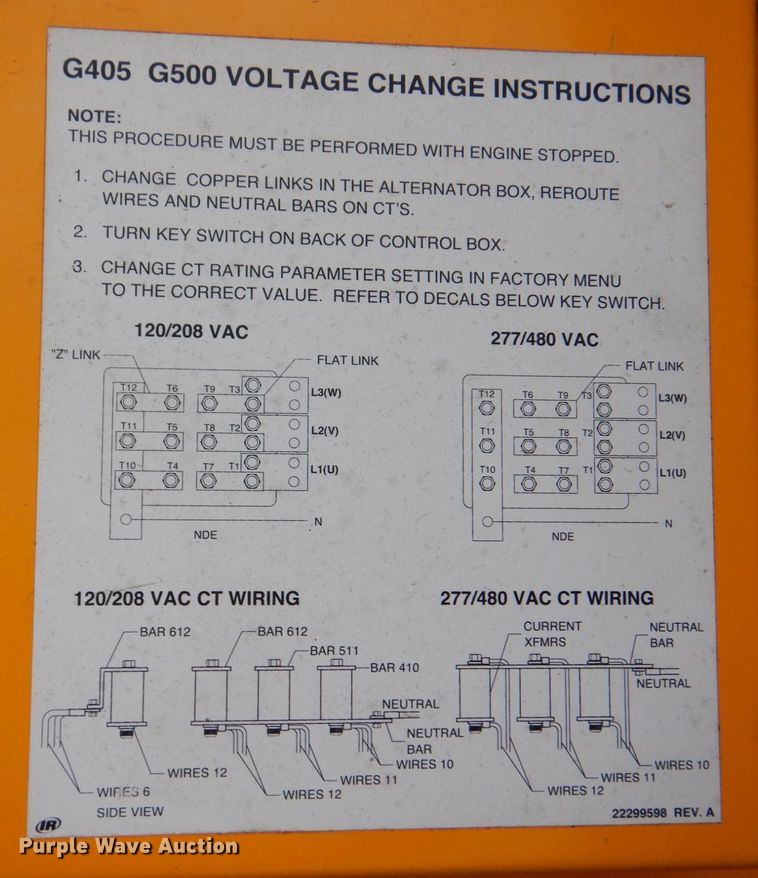 G405 G500 VOLTAGE CHANGE INSTRUCTIONS
NOTE:
THIS PROCEDURE MUST BE PERFORMED WITH ENGINE STOPPED.
1. CHANGE COPPER LINKS IN THE ALTERNATOR BOX, REROUTE
WIRES AND NEUTRAL BARS ON CT'S.
2. TURN KEY SWITCH ON BACK OF CONTROL BOX.
3. CHANGE CT RATING PARAMETER SETTING IN FACTORY MENU
TO THE CORRECT VALUE. REFER TO DECALS BELOW KEY SWITCH.
120/208 VAC
"Z" LINK
FLAT LINK
T12 T6 T9 T3
L3(W)
T11 T5 T8 T2
L2(V)
T10 T4 T7 T1
L1(U)
N
NDE
277/480 VAC
FLAT LINK
T12 T6 T9 T3
L3(W)
T11 T5 T8 T2
L2(V)
T10 T4 T7 T1
L1(U)
N
NDE
120/208 VAC CT WIRING
BAR 612
BAR 612
BAR 511
BAR 410
NEUTRAL
NEUTRAL
BAR
WIRES 10
WIRES 12
WIRES 11
WIRES 6
WIRES 12
SIDE VIEW
277/480 VAC CT WIRING
CURRENT
XFMRS
NEUTRAL
BAR
NEUTRAL
WIRES 10
WIRES 11
WIRES 12
IR
22299598 REV. A
Purple Wave Auction